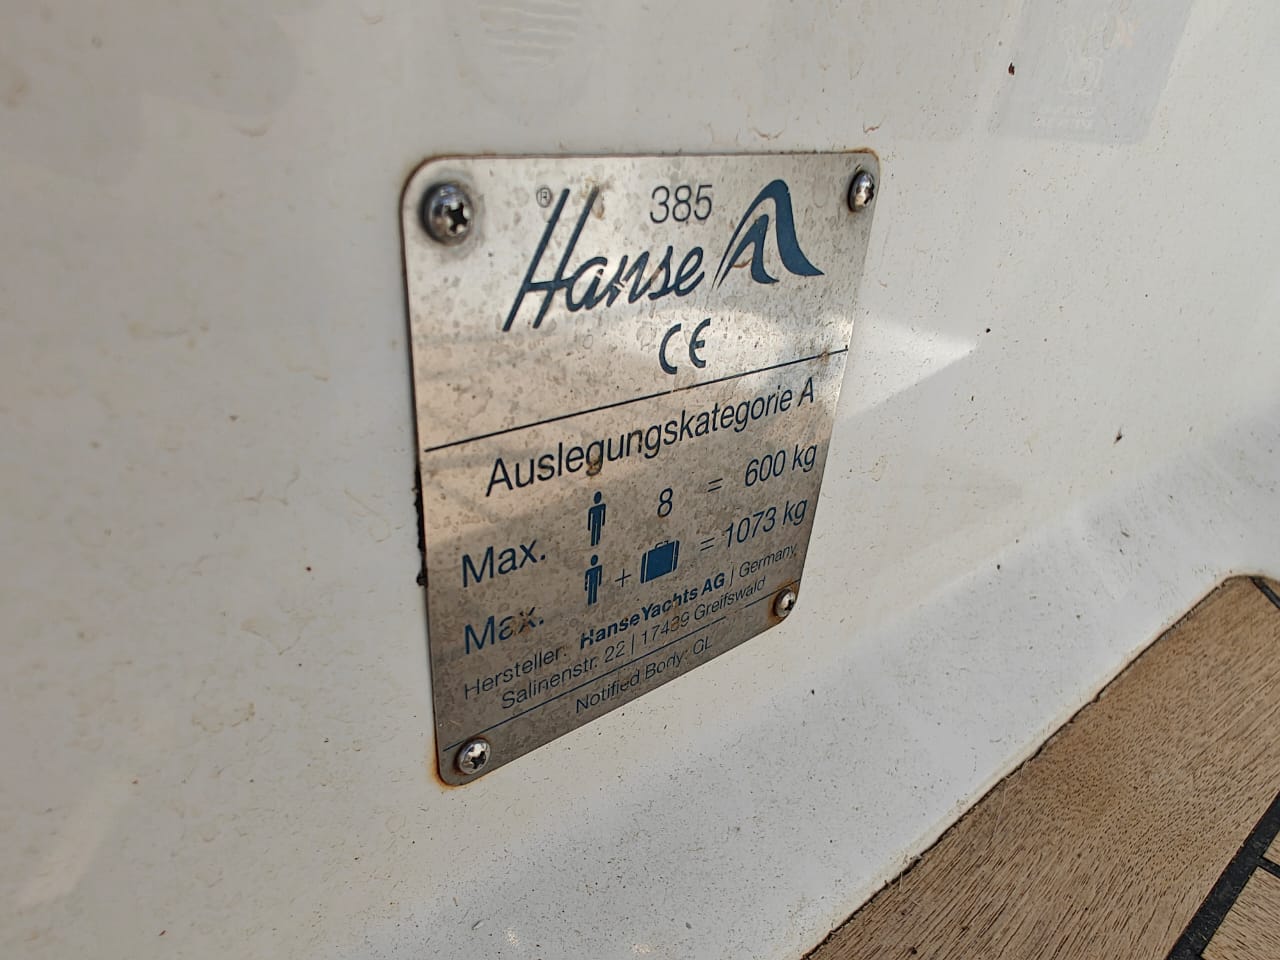 385
® Hanse
CE
Auslegungskategorie A
Max. 8 = 600 kg
Max. + = 1073 kg
Hersteller: HanseYachts AG | Germany
Salinenstr. 22 | 17489 Greifswald
Notified Body: GL